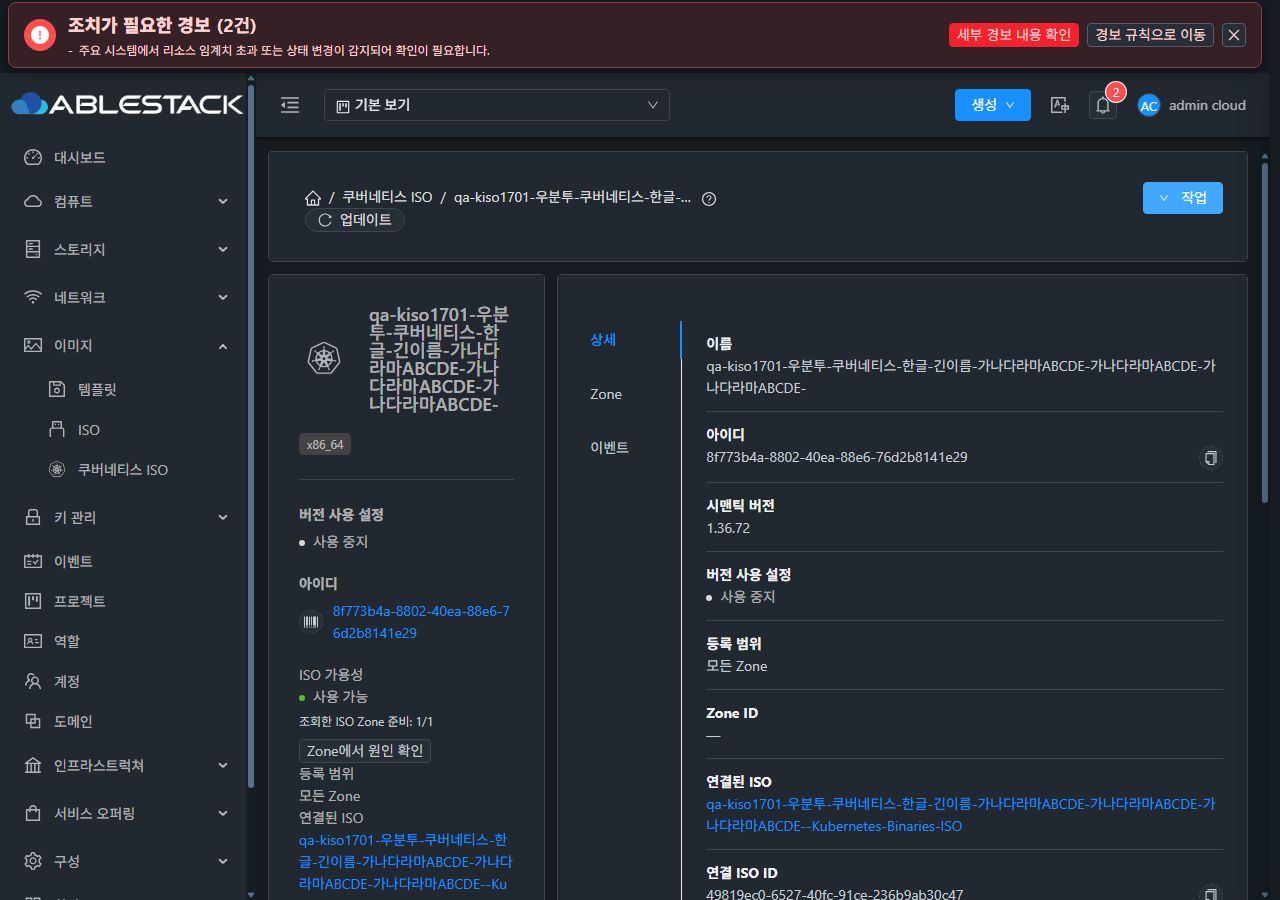 조치가 필요한 경보 (2건)
- 주요 시스템에서 리소스 임계치 초과 또는 상태 변경이 감지되어 확인이 필요합니다.
세부 경보 내용 확인
경보 규칙으로 이동
ABLESTACK
기본 보기
생성
2
AC
admin cloud
대시보드
컴퓨트
스토리지
네트워크
이미지
템플릿
ISO
쿠버네티스 ISO
키 관리
이벤트
프로젝트
역할
계정
도메인
인프라스트럭쳐
서비스 오퍼링
구성
/ 쿠버네티스 ISO / qa-kiso1701-우분투-쿠버네티스-한글-...
업데이트
작업
qa-kiso1701-우분
투-쿠버네티스-한
글-긴이름-가나다
라마ABCDE-가나
다라마ABCDE-가
나다라마ABCDE-
x86_64
버전 사용 설정
사용 중지
아이디
8f773b4a-8802-40ea-88e6-7
6d2b8141e29
ISO 가용성
사용 가능
조회한 ISO Zone 준비: 1/1
Zone에서 원인 확인
등록 범위
모든 Zone
연결된 ISO
qa-kiso1701-우분투-쿠버네티스-한
글-긴이름-가나다라마ABCDE-가나다
라마ABCDE-가나다라마ABCDE--Ku
상세
Zone
이벤트
이름
qa-kiso1701-우분투-쿠버네티스-한글-긴이름-가나다라마ABCDE-가나다라마ABCDE-가
나다라마ABCDE-
아이디
8f773b4a-8802-40ea-88e6-76d2b8141e29
시맨틱 버전
1.36.72
버전 사용 설정
사용 중지
등록 범위
모든 Zone
Zone ID
—
연결된 ISO
qa-kiso1701-우분투-쿠버네티스-한글-긴이름-가나다라마ABCDE-가나다라마ABCDE-가
나다라마ABCDE--Kubernetes-Binaries-ISO
연결 ISO ID
49819ec0-6527-40fc-91ce-236b9ab30c47